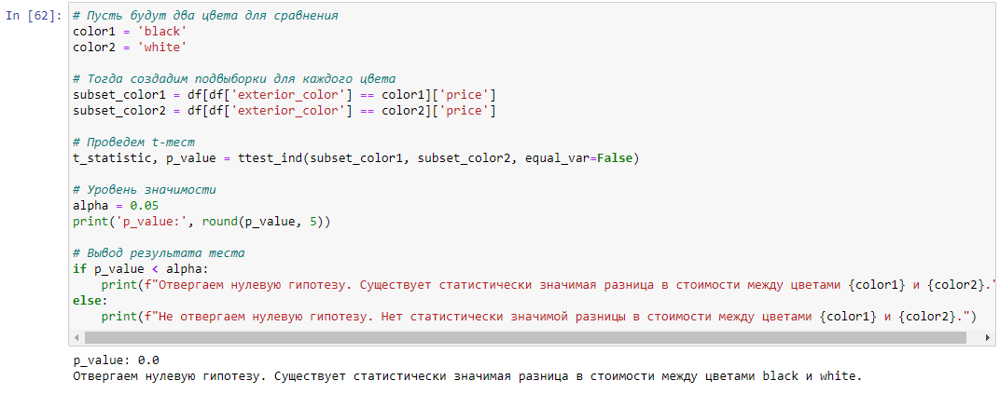 In [62]:
# Пусть будут два цвета для сравнения
color1 = 'black'
color2 = 'white'
# Тогда создадим подвыборки для каждого цвета
subset_color1 = df[df['exterior_color'] == color1]['price']
subset_color2 = df[df['exterior_color'] == color2]['price']
# Проведем t-тест
t_statistic, p_value = ttest_ind(subset_color1, subset_color2, equal_var=False)
# Уровень значимости
alpha = 0.05
print('p_value:', round(p_value, 5))
# Вывод результата теста
if p_value < alpha:
    print(f"Отвергаем нулевую гипотезу. Существует статистически значимая разница в стоимости между цветами {color1} и {color2}."
else:
    print(f"Не отвергаем нулевую гипотезу. Нет статистически значимой разницы в стоимости между цветами {color1} и {color2}.")
p_value: 0.0
Отвергаем нулевую гипотезу. Существует статистически значимая разница в стоимости между цветами black и white.